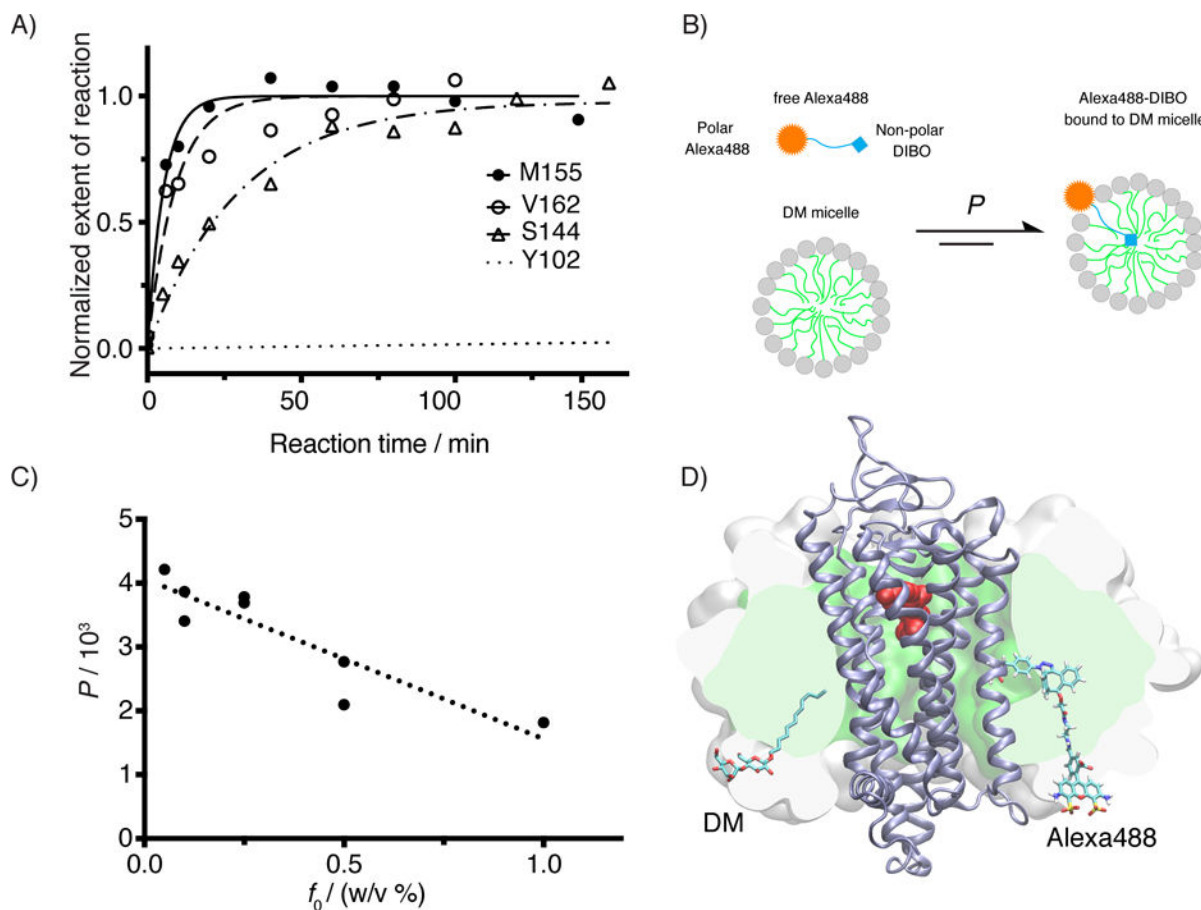 A)
Normalized extent of reaction
1.0
0.5
0.0
M155
V162
S144
Y102
0
50
100
150
Reaction time / min
B)
free Alexa488
Polar
Alexa488
Non-polar
DIBO
DM micelle
P
Alexa488-DIBO
bound to DM micelle
C)
P / 10³
5
4
3
2
1
0
0.0
0.5
1.0
f₀ / (w/v %)
D)
DM
Alexa488